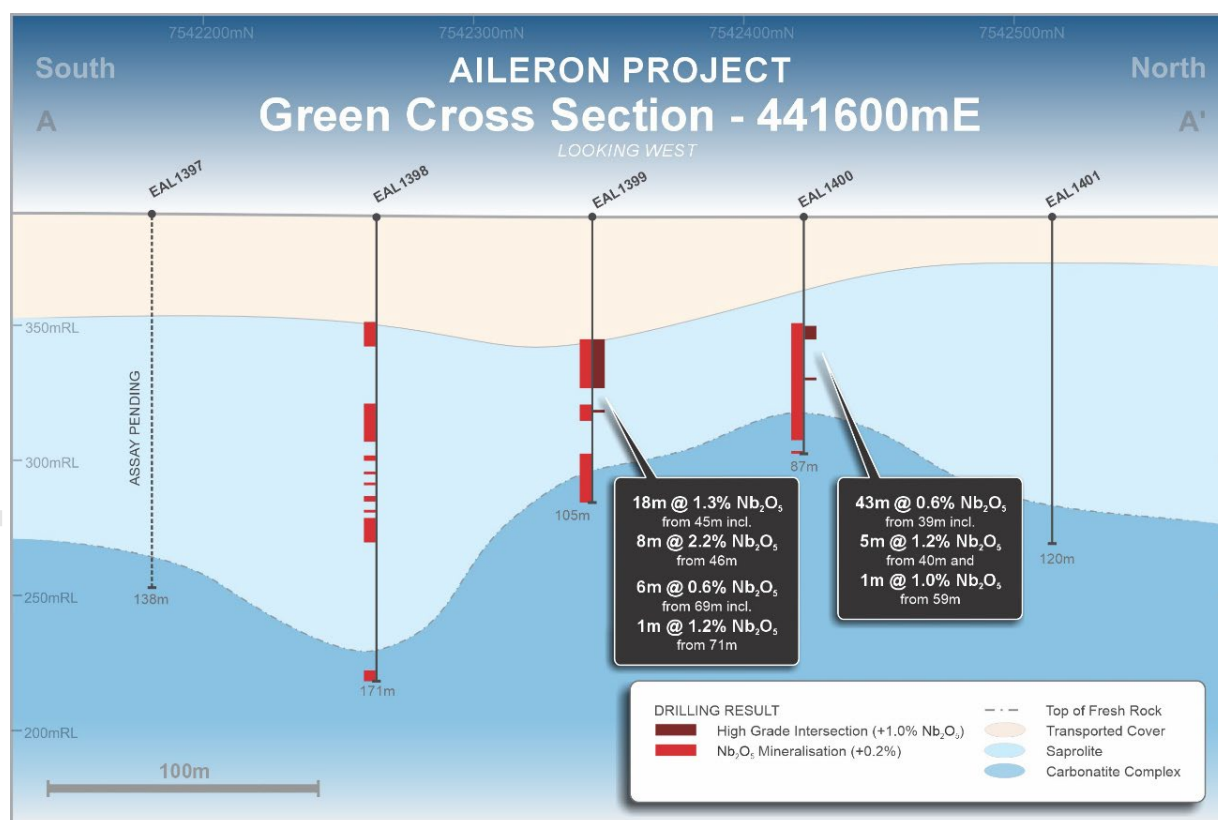 7542200mN 7542300mN 7542400mN 7542500mN
South
North
AILERON PROJECT
A
A'
Green Cross Section - 441600mE
LOOKING WEST
EAL1397
EAL1398
EAL1399
EAL1400
EAL1401
350mRL
300mRL
250mRL
200mRL
ASSAY PENDING
138m
171m
105m
87m
120m
18m @ 1.3% Nb₂O₅
from 45m incl.
8m @ 2.2% Nb₂O₅
from 46m
6m @ 0.6% Nb₂O₅
from 69m incl.
1m @ 1.2% Nb₂O₅
from 71m
43m @ 0.6% Nb₂O₅
from 39m incl.
5m @ 1.2% Nb₂O₅
from 40m and
1m @ 1.0% Nb₂O₅
from 59m
100m
DRILLING RESULT
High Grade Intersection (+1.0% Nb₂O₅)
Nb₂O₅ Mineralisation (+0.2%)
Top of Fresh Rock
Transported Cover
Saprolite
Carbonatite Complex